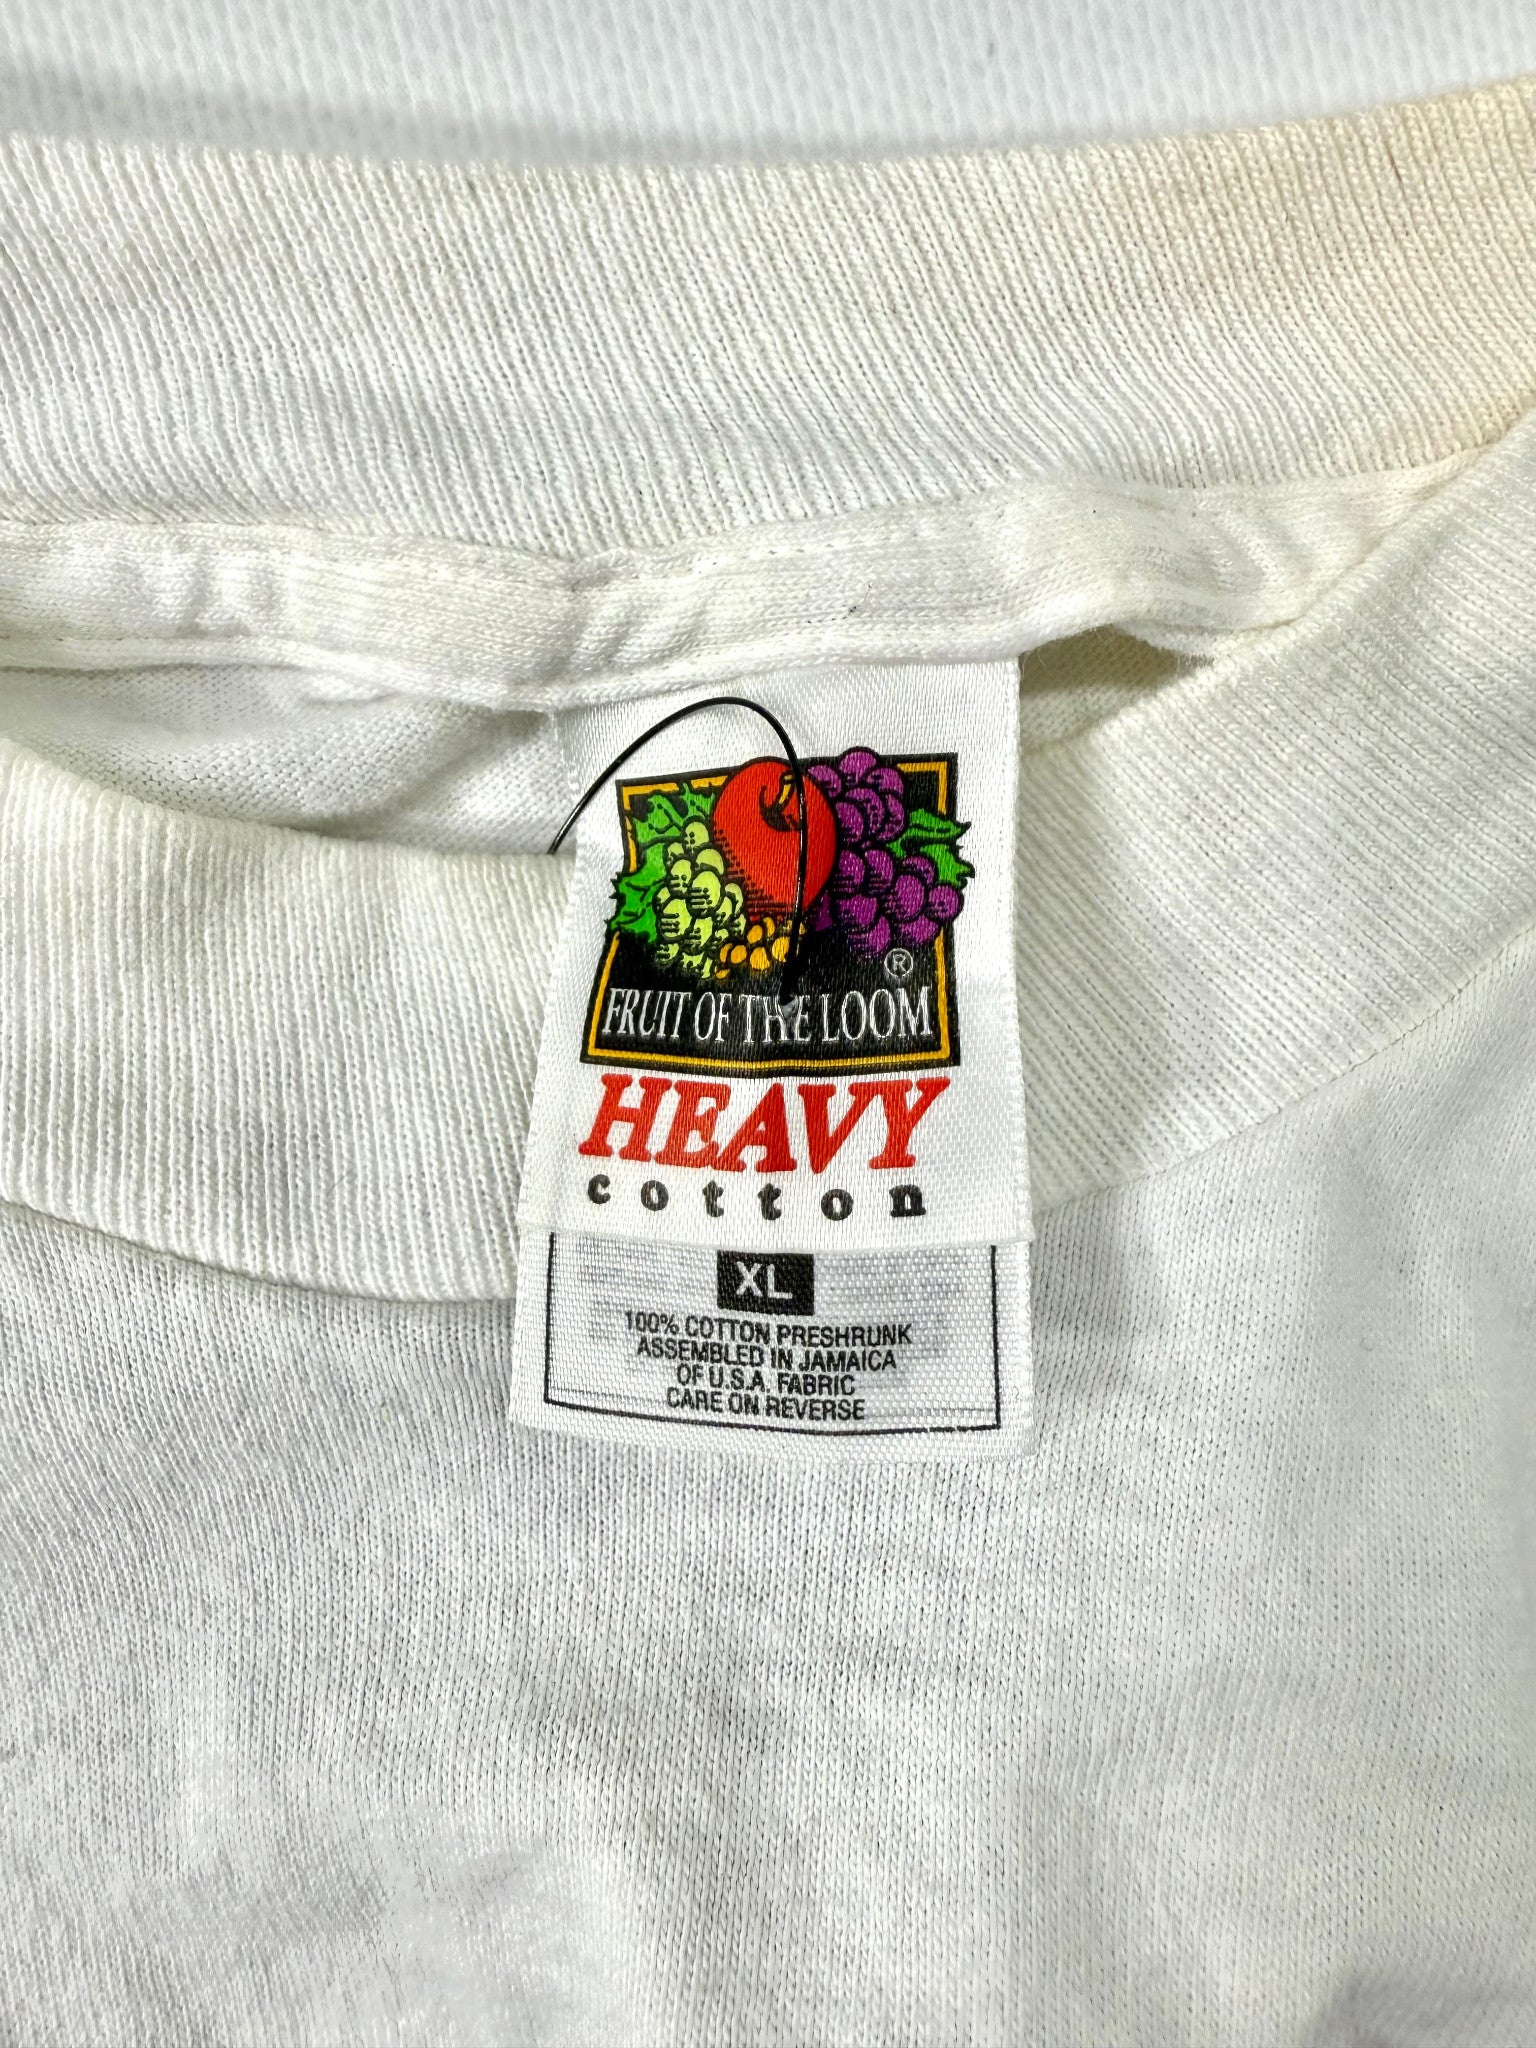 ®
FRUIT OF THE LOOM
HEAVY
cotton
XL
100% COTTON PRESHRUNK
ASSEMBLED IN JAMAICA
OF U.S.A. FABRIC
CARE ON REVERSE